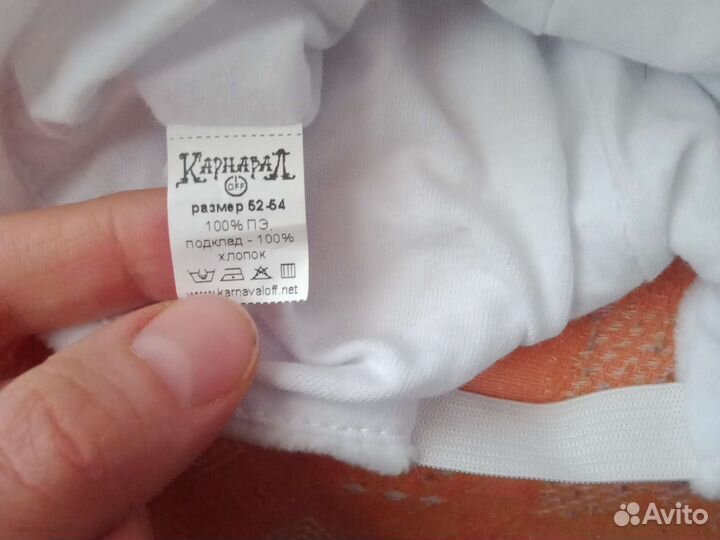 КАРНАВАЛ
OFF
размер 52-54
100% ПЭ,
подклад - 100%
хлопок
www.karnavaloff.net
Avito